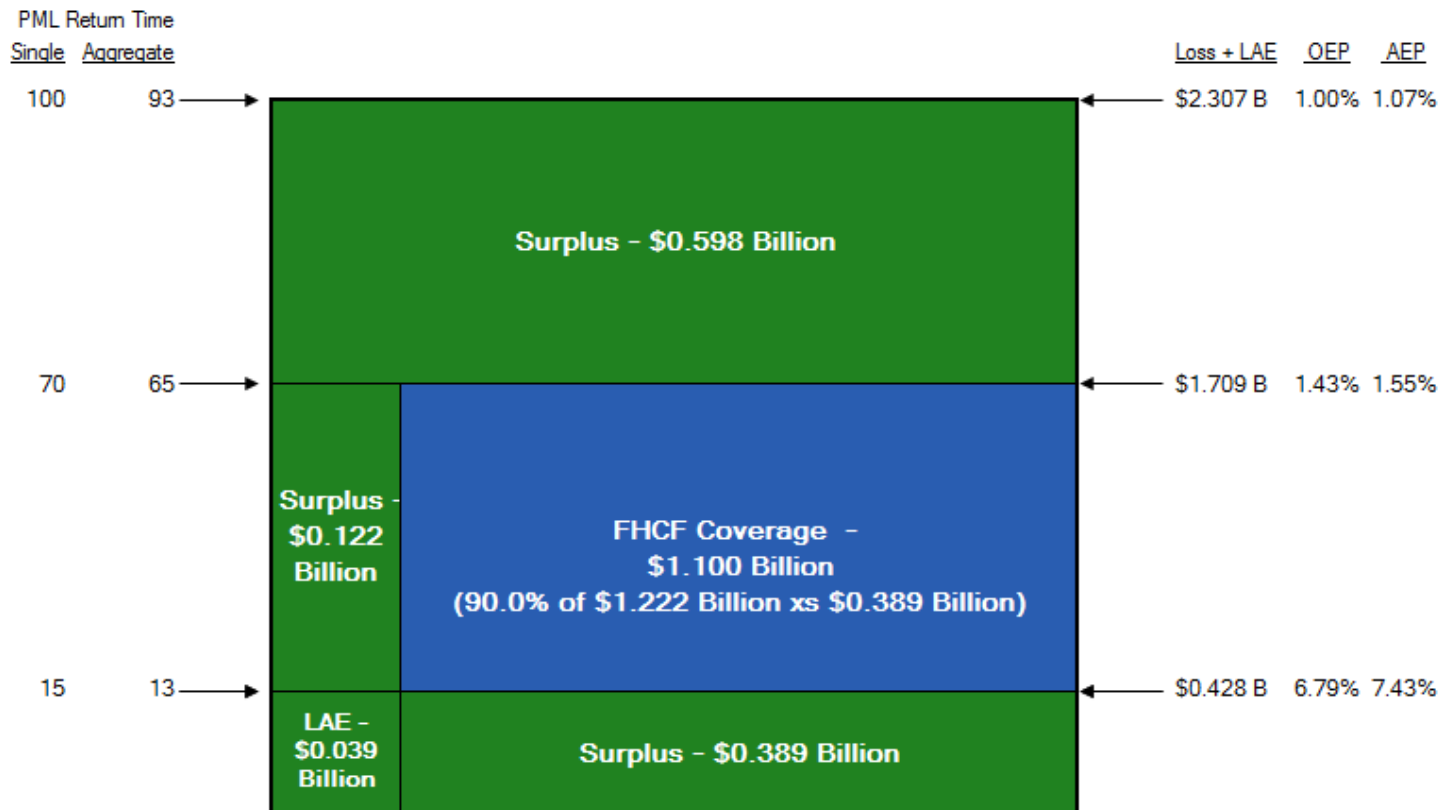 PML Return Time
Single Aggregate
Loss + LAE OEP AEP
100 93
$2.307 B 1.00% 1.07%
Surplus - $0.598 Billion
70 65
$1.709 B 1.43% 1.55%
Surplus -
$0.122
Billion
FHCF Coverage -
$1.100 Billion
(90.0% of $1.222 Billion xs $0.389 Billion)
15 13
$0.428 B 6.79% 7.43%
LAE -
$0.039
Billion
Surplus - $0.389 Billion